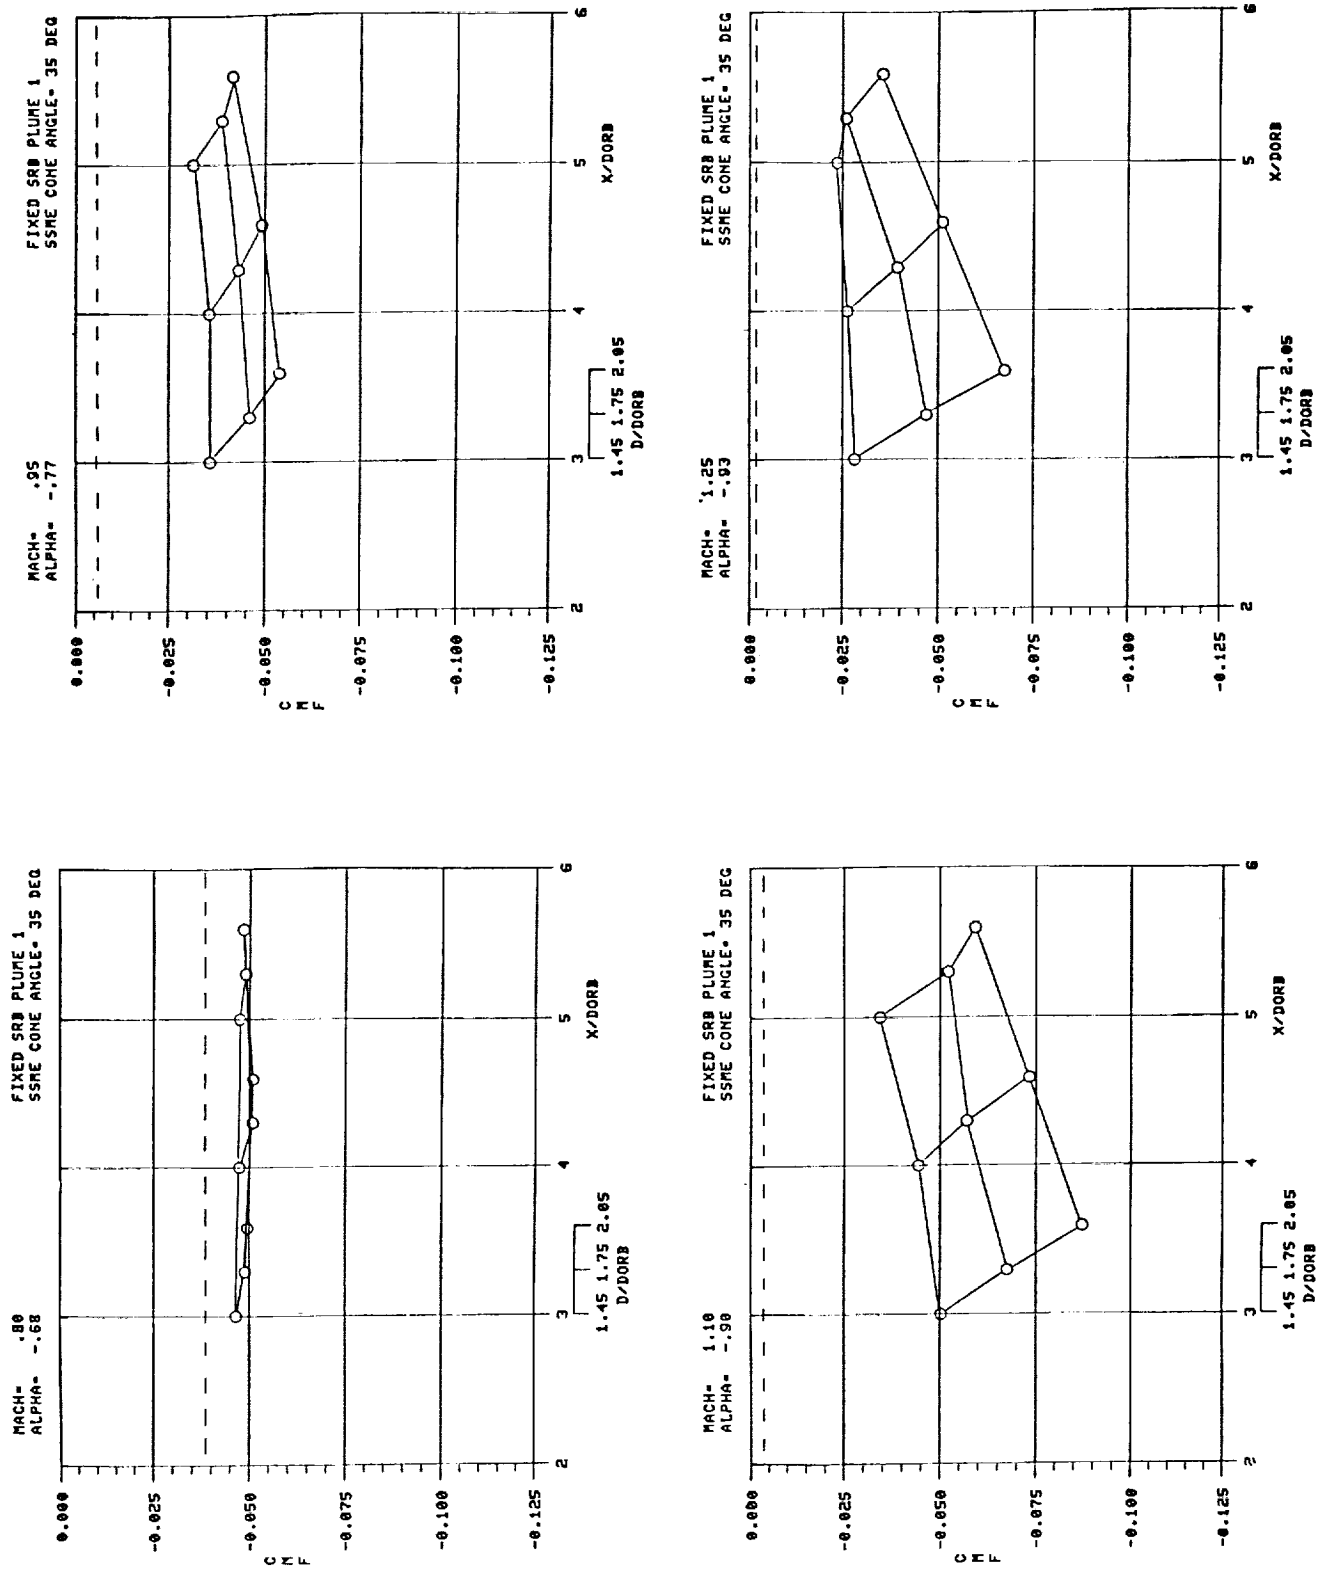 MACH= .80
ALPHA= -.68
FIXED SRB PLUME 1
SSME CONE ANGLE= 35 DEG
0.000
-0.025
-0.050
-0.075
-0.100
-0.125
C
M
F
2
3
4
5
6
X/DORB
1.45 1.75 2.05
D/DORB
MACH= .95
ALPHA= -.77
FIXED SRB PLUME 1
SSME CONE ANGLE= 35 DEG
0.000
-0.025
-0.050
-0.075
-0.100
-0.125
C
M
F
2
3
4
5
6
X/DORB
1.45 1.75 2.05
D/DORB
MACH= 1.10
ALPHA= -.90
FIXED SRB PLUME 1
SSME CONE ANGLE= 35 DEG
0.000
-0.025
-0.050
-0.075
-0.100
-0.125
C
M
F
2
3
4
5
6
X/DORB
1.45 1.75 2.05
D/DORB
MACH= 1.25
ALPHA= -.93
FIXED SRB PLUME 1
SSME CONE ANGLE= 35 DEG
0.000
-0.025
-0.050
-0.075
-0.100
-0.125
C
M
F
2
3
4
5
6
X/DORB
1.45 1.75 2.05
D/DORB